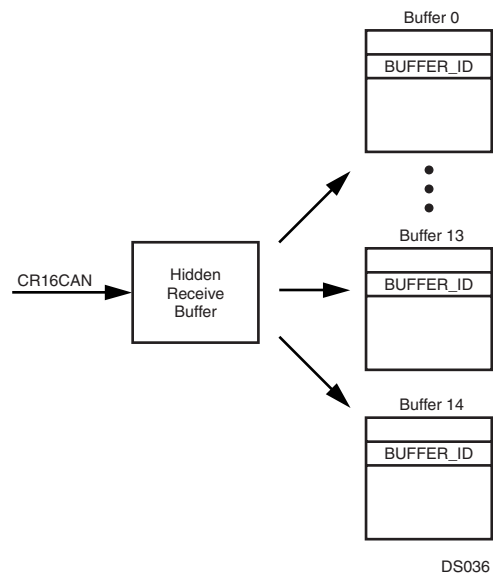 Buffer 0
BUFFER_ID
Buffer 13
CR16CAN
Hidden
Receive
Buffer
BUFFER_ID
Buffer 14
BUFFER_ID
DS036